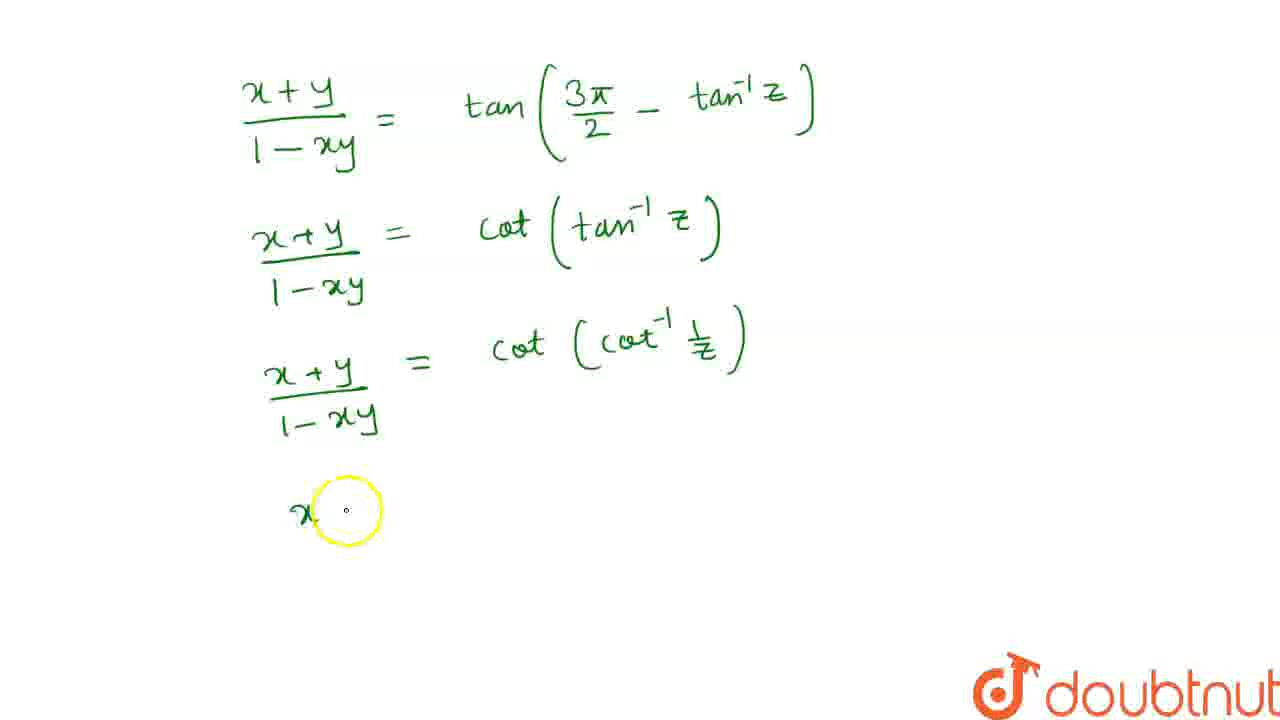 x + y / 1 - xy = tan ( 3π/2 - tan⁻¹ z )
x + y / 1 - xy = cot ( tan⁻¹ z )
x + y / 1 - xy = cot ( cot⁻¹ 1/z )
x
doubtnut